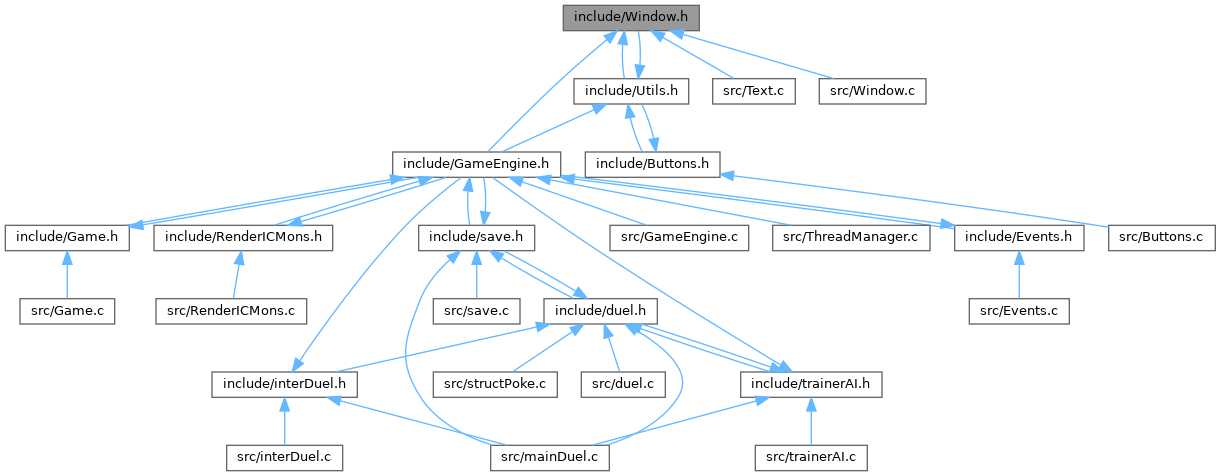 include/Window.h
include/Utils.h
src/Text.c
src/Window.c
include/GameEngine.h
include/Buttons.h
include/Game.h
include/RenderICMons.h
include/save.h
src/GameEngine.c
src/ThreadManager.c
include/Events.h
src/Buttons.c
src/Game.c
src/RenderICMons.c
src/save.c
include/duel.h
src/Events.c
include/interDuel.h
src/structPoke.c
src/duel.c
include/trainerAI.h
src/interDuel.c
src/mainDuel.c
src/trainerAI.c